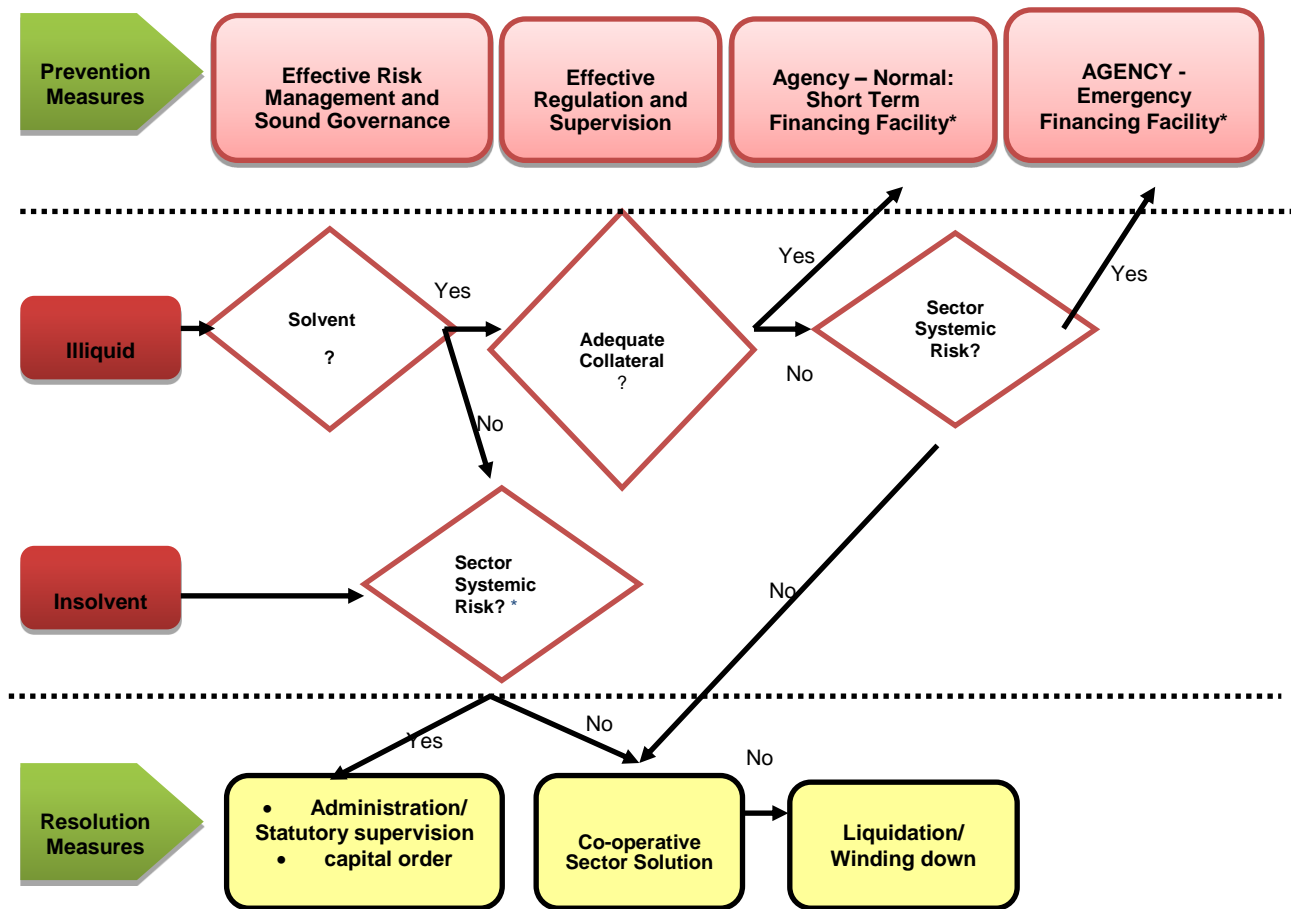 Prevention
Measures
Effective Risk
Management and
Sound Governance
Effective
Regulation and
Supervision
Agency – Normal:
Short Term
Financing Facility*
AGENCY -
Emergency
Financing Facility*
Illiquid
Solvent
?
Yes
No
Adequate
Collateral
?
Yes
No
Sector
Systemic
Risk?
Yes
No
Insolvent
Sector
Systemic
Risk? *
Yes
No
Resolution
Measures
• Administration/
Statutory supervision
• capital order
Co-operative
Sector Solution
No
Liquidation/
Winding down